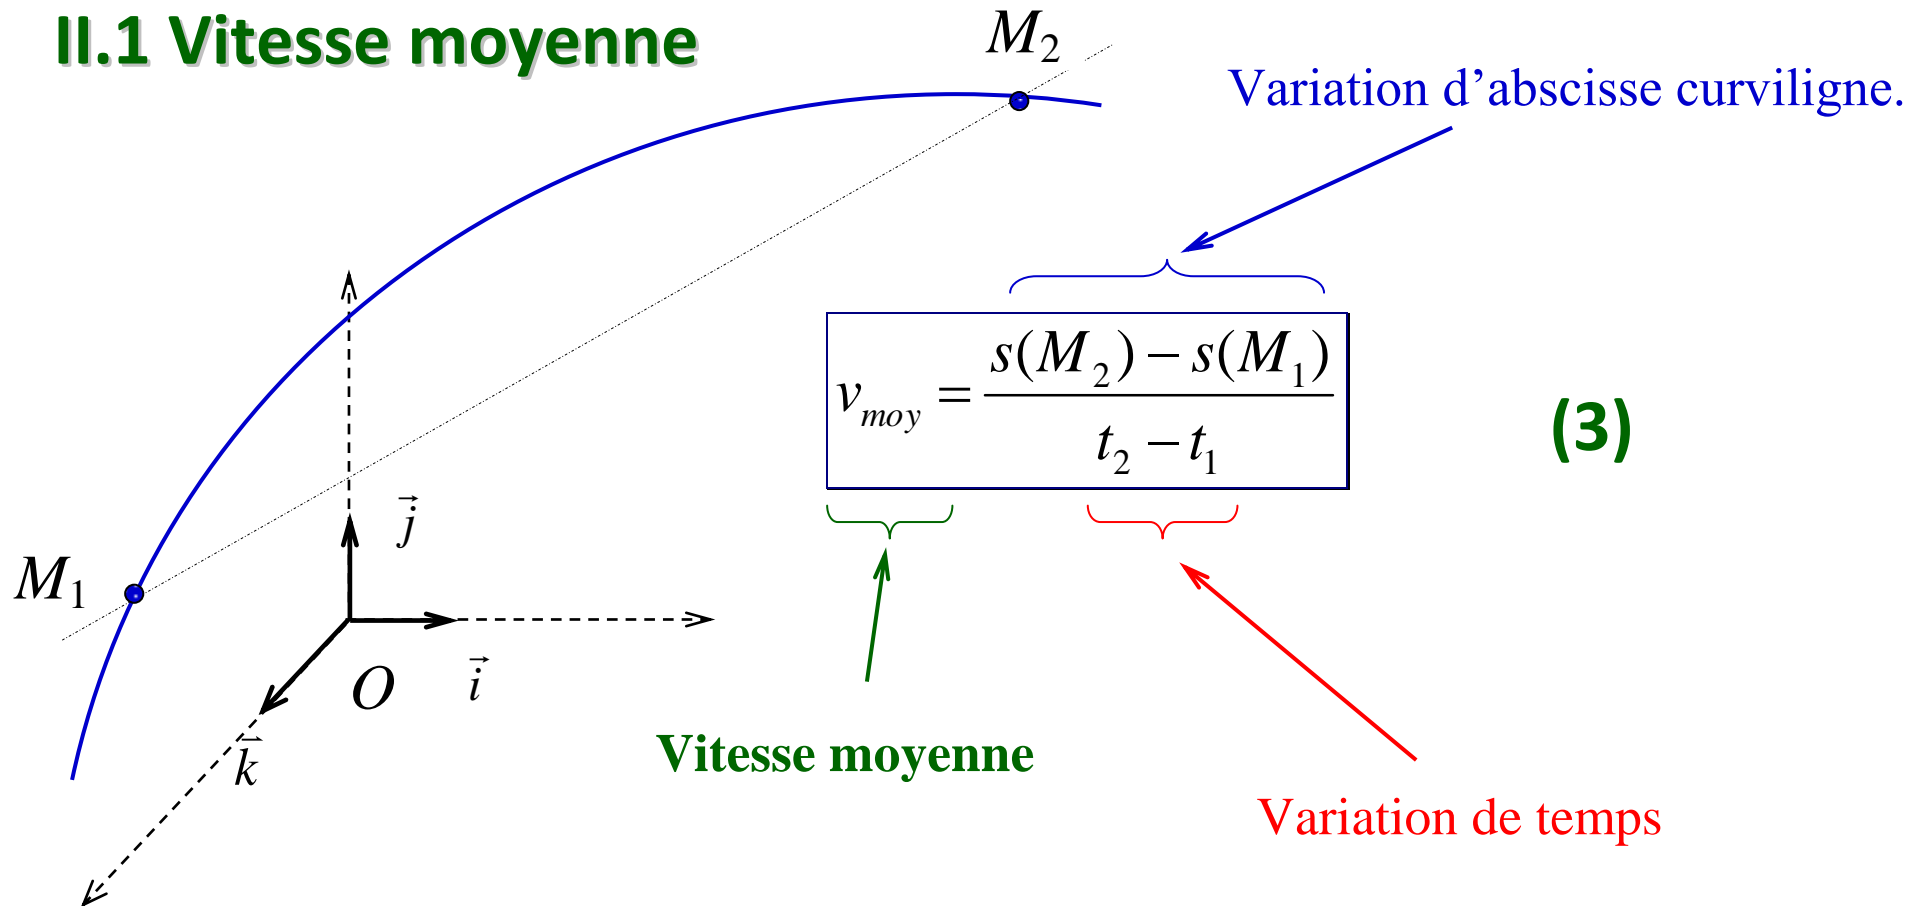 II.1 Vitesse moyenne
M₂
Variation d’abscisse curviligne.
v_moy = (s(M₂) − s(M₁)) / (t₂ − t₁)
(3)
j⃗
M₁
O
i⃗
k⃗
Vitesse moyenne
Variation de temps